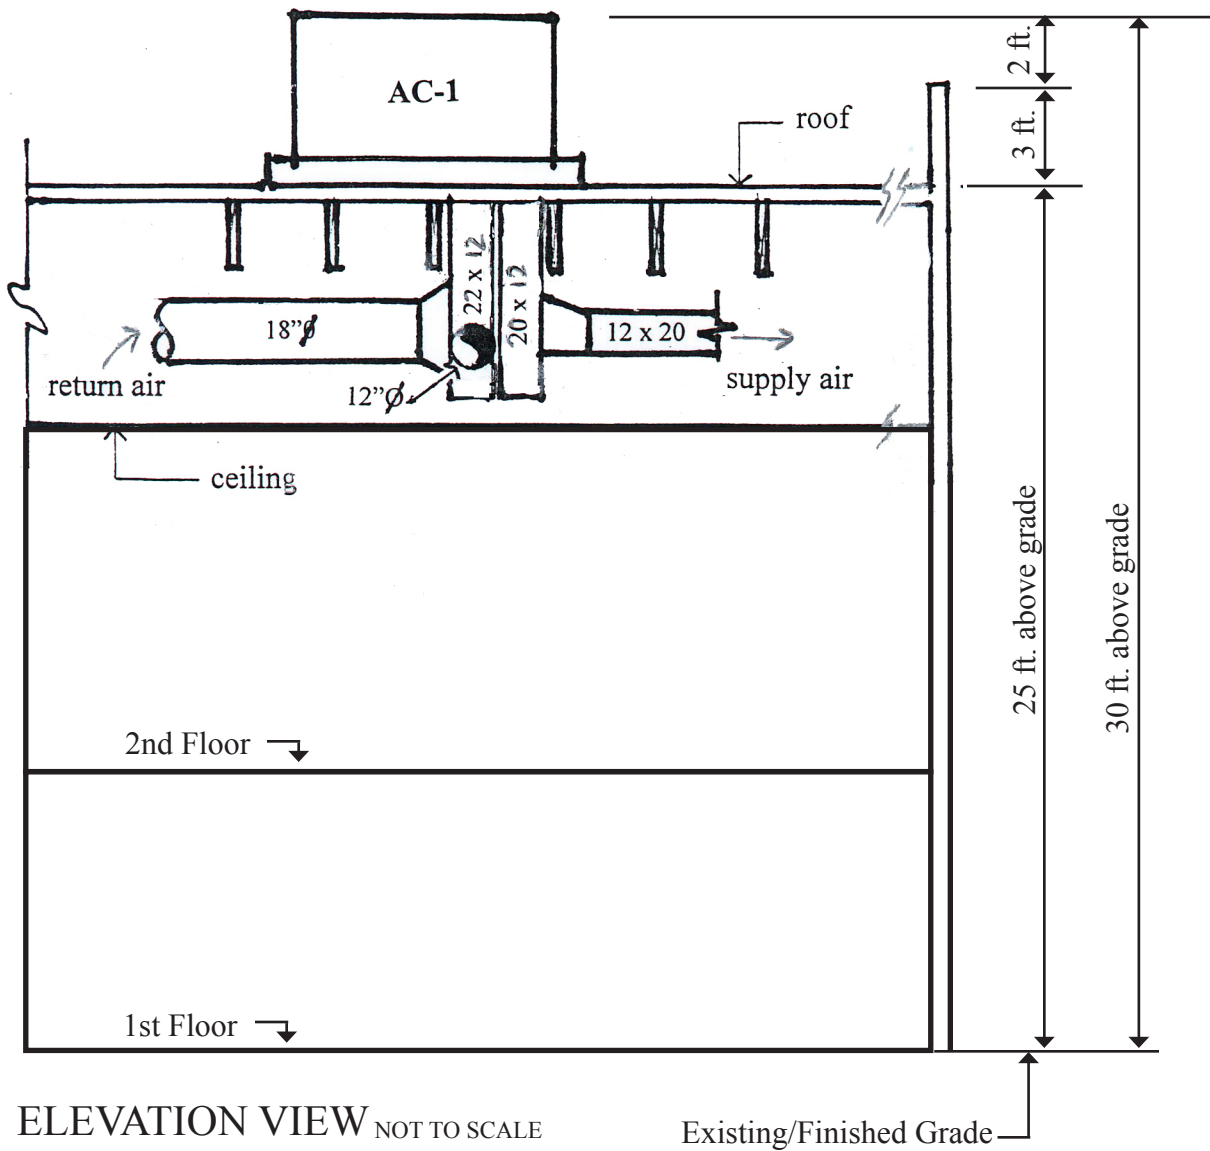 2 ft.
AC-1
roof
3 ft.
22 x 12
20 x 12
18”Ø
12 x 20
return air
12”Ø
supply air
ceiling
25 ft. above grade
30 ft. above grade
2nd Floor
1st Floor
ELEVATION VIEW NOT TO SCALE
Existing/Finished Grade